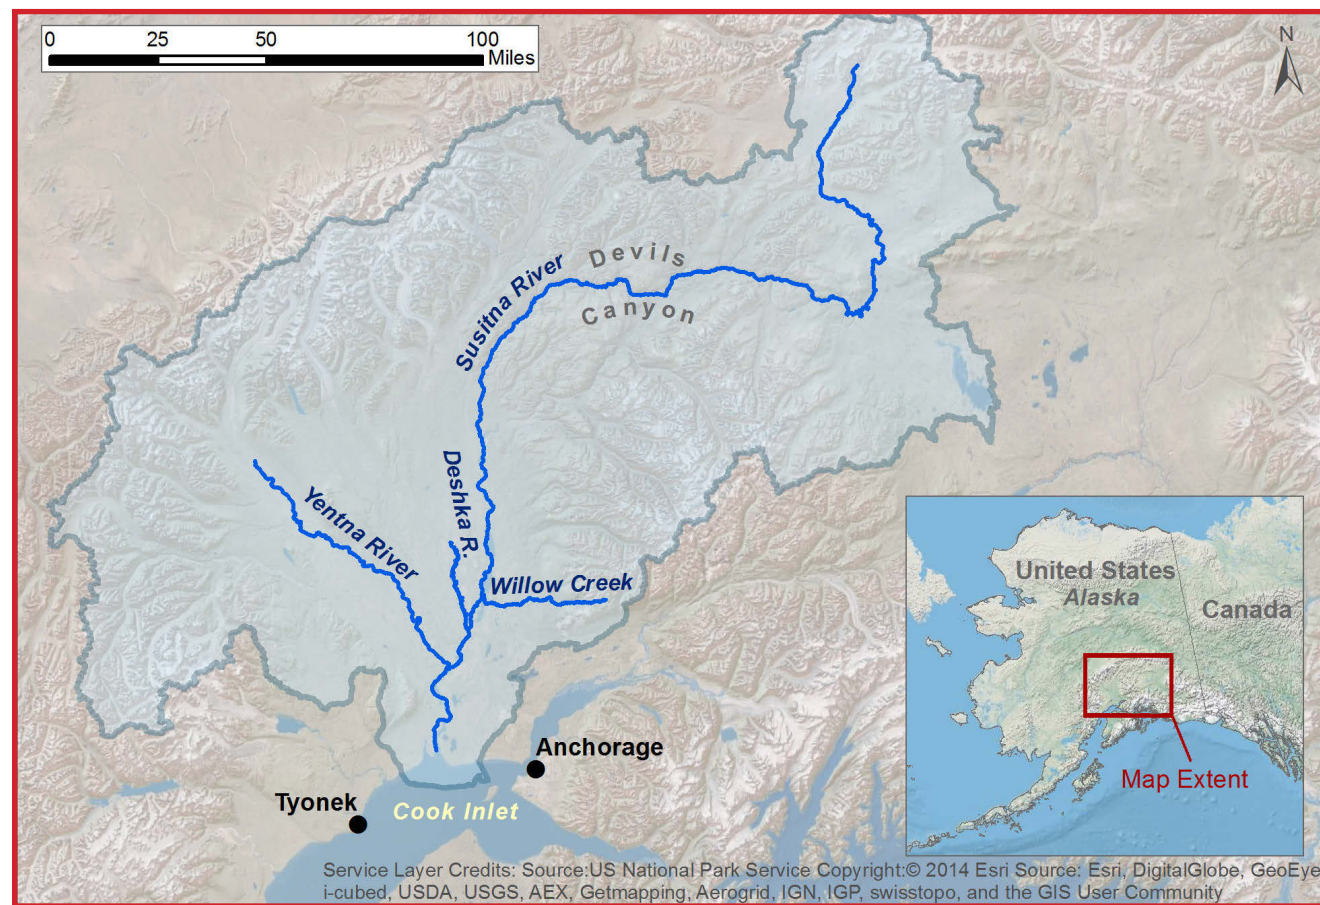 0 25 50 100
Miles
N
Devils
Canyon
Susitna River
Deshka R.
Yentna River
Willow Creek
Anchorage
Tyonek
Cook Inlet
United States
Alaska
Canada
Map Extent
Service Layer Credits: Source:US National Park Service Copyright:© 2014 Esri Source: Esri, DigitalGlobe, GeoEye
i-cubed, USDA, USGS, AEX, Getmapping, Aerogrid, IGN, IGP, swisstopo, and the GIS User Community